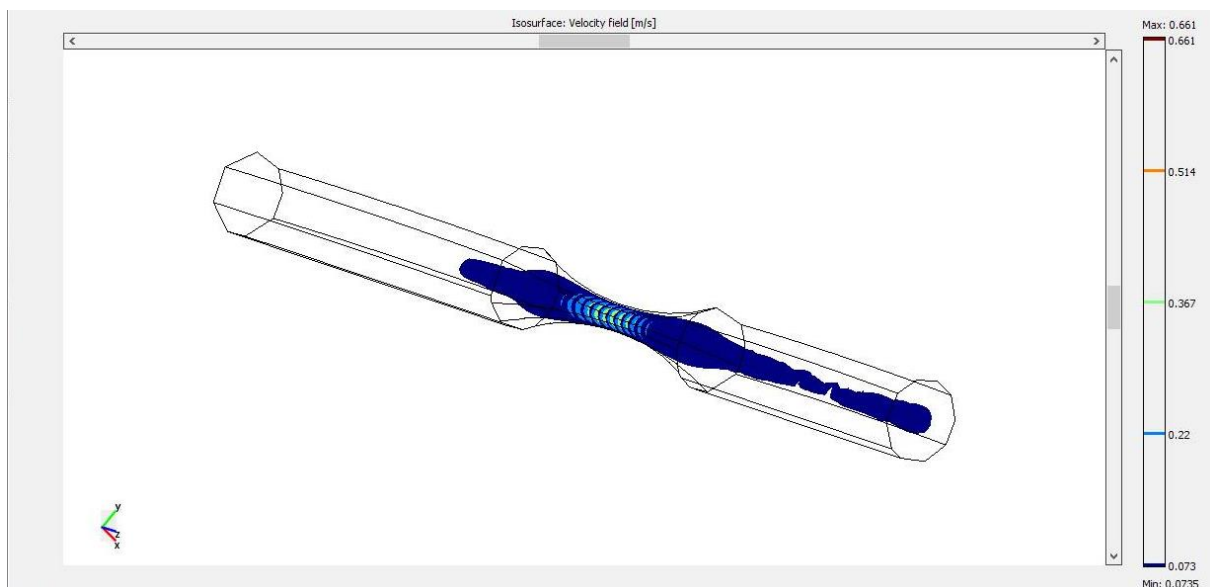 Isosurface: Velocity field [m/s]
Max: 0.661
0.661
0.514
0.367
0.22
0.073
Min: 0.0735
y
z
x